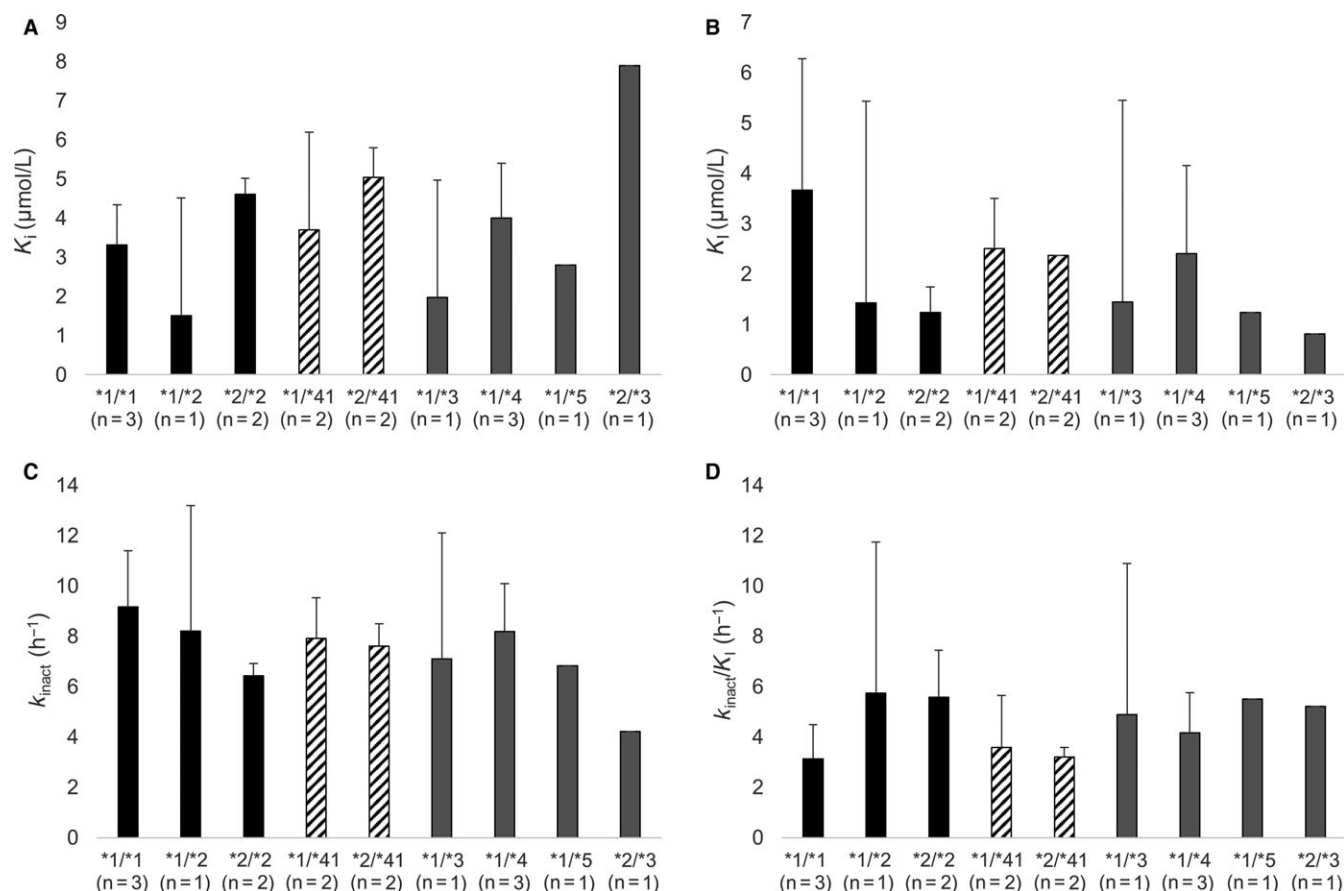 A
9
8
7
6
5
4
3
2
1
0
Ki (µmol/L)
*1/*1 *1/*2 *2/*2 *1/*41 *2/*41 *1/*3 *1/*4 *1/*5 *2/*3
(n = 3) (n = 1) (n = 2) (n = 2) (n = 2) (n = 1) (n = 3) (n = 1) (n = 1)
B
7
6
5
4
3
2
1
0
KI (µmol/L)
*1/*1 *1/*2 *2/*2 *1/*41 *2/*41 *1/*3 *1/*4 *1/*5 *2/*3
(n = 3) (n = 1) (n = 2) (n = 2) (n = 2) (n = 1) (n = 3) (n = 1) (n = 1)
C
14
12
10
8
6
4
2
0
kinact (h⁻¹)
*1/*1 *1/*2 *2/*2 *1/*41 *2/*41 *1/*3 *1/*4 *1/*5 *2/*3
(n = 3) (n = 1) (n = 2) (n = 2) (n = 2) (n = 1) (n = 3) (n = 1) (n = 1)
D
14
12
10
8
6
4
2
0
kinact/KI (h⁻¹)
*1/*1 *1/*2 *2/*2 *1/*41 *2/*41 *1/*3 *1/*4 *1/*5 *2/*3
(n = 3) (n = 1) (n = 2) (n = 2) (n = 2) (n = 1) (n = 3) (n = 1) (n = 1)